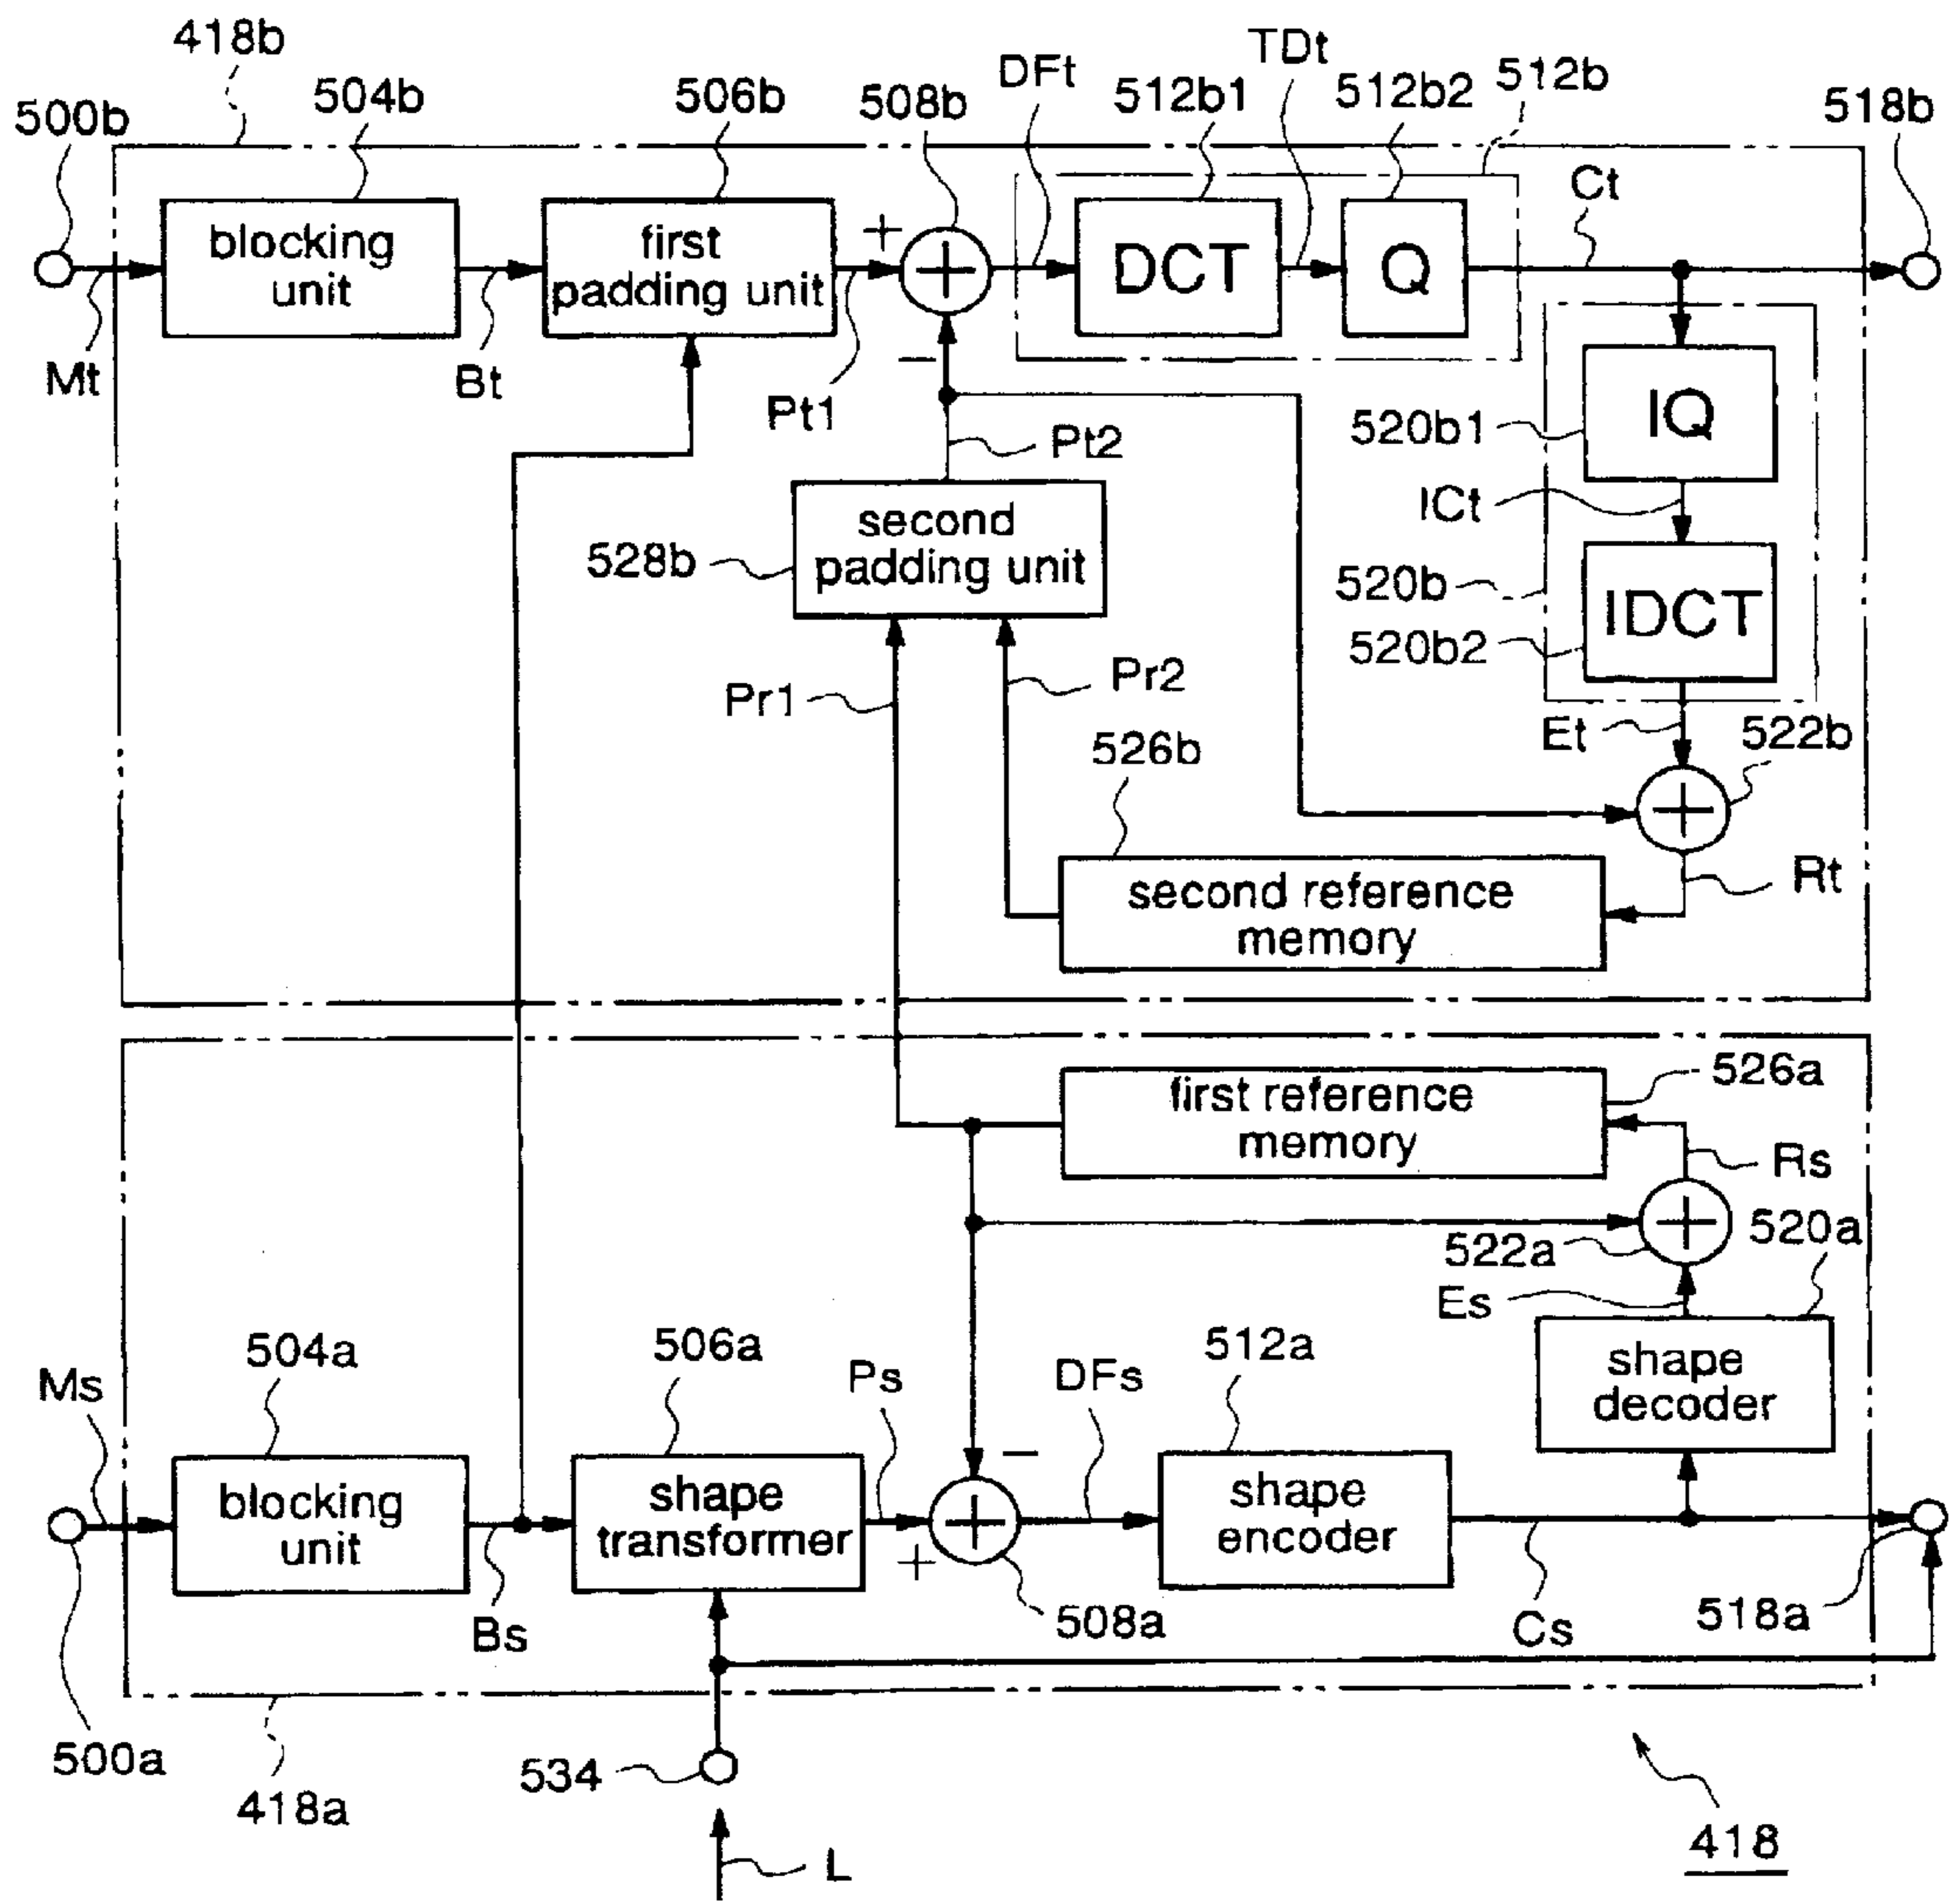 418b
500b
504b
506b
508b
DFt
TDt
512b1
512b2
512b
518b
Ct
blocking
unit
first
padding unit
+
DCT
Q
Mt
Bt
Pt1
−
Pt2
520b1
IQ
ICt
528b
second
padding unit
520b
IDCT
520b2
Pr1
Pr2
Et
522b
526b
Rt
second reference
memory
first reference
memory
526a
Rs
522a
520a
Es
shape
decoder
Ms
504a
506a
Ps
DFs
512a
−
blocking
unit
shape
transformer
shape
encoder
+
Bs
508a
Cs
518a
500a
418a
534
L
418